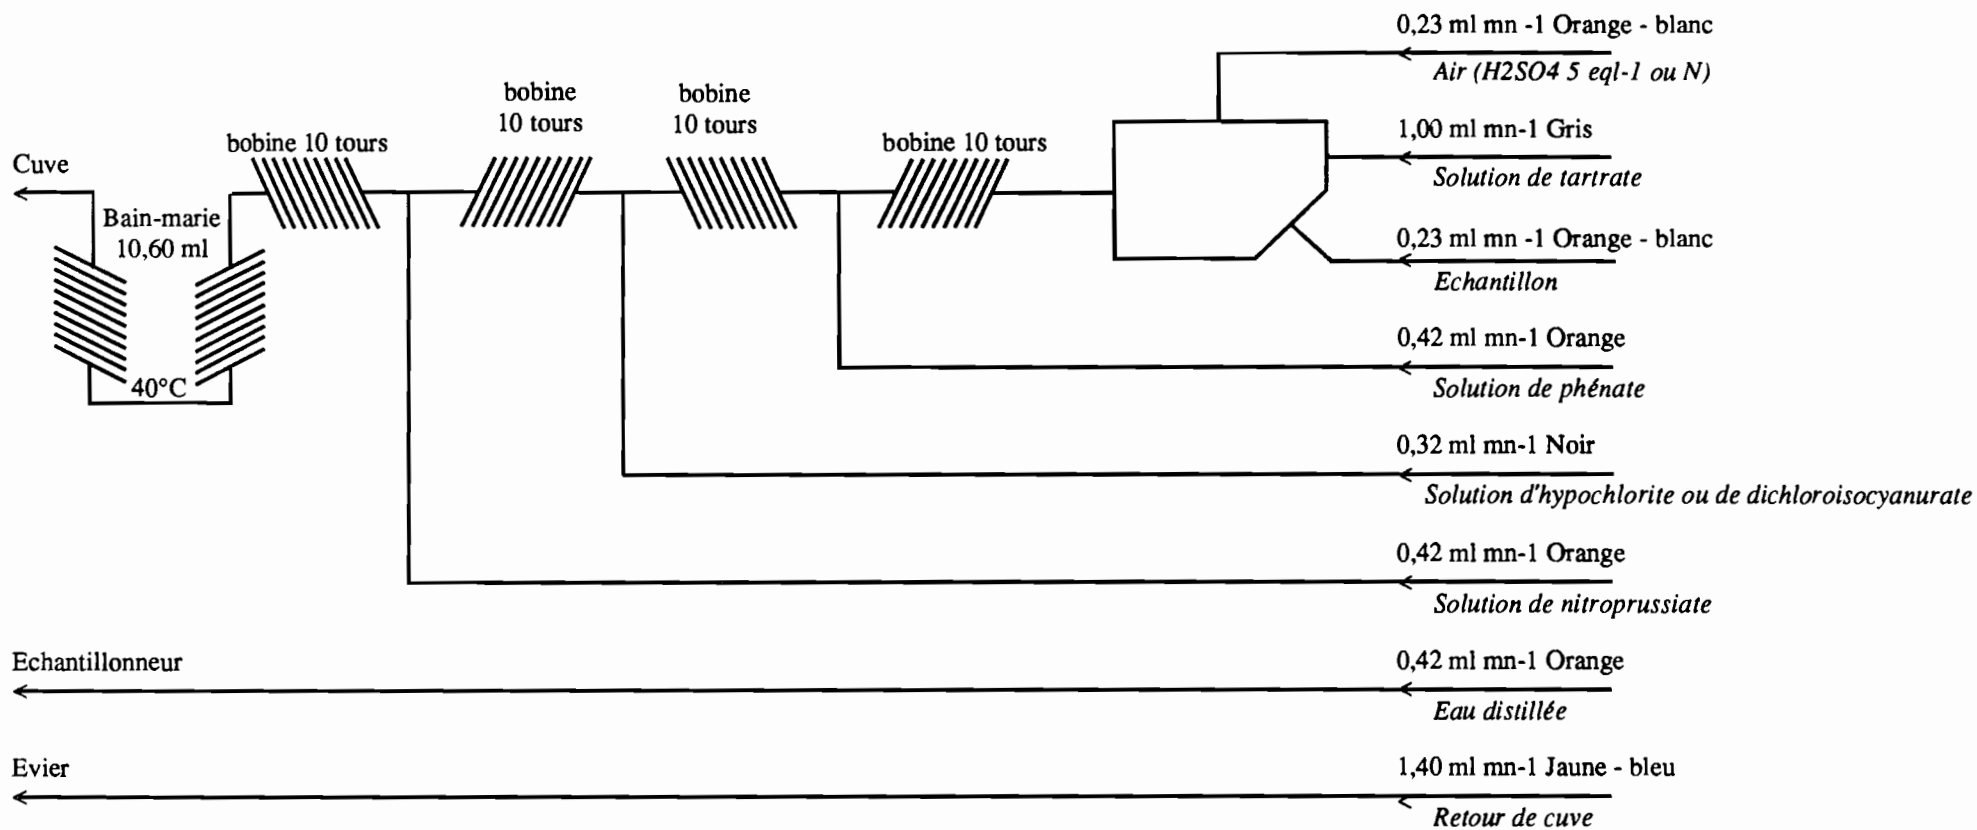 0,23 ml mn -1 Orange - blanc
Air (H2SO4 5 eql-1 ou N)
bobine
10 tours
bobine
10 tours
bobine 10 tours
bobine 10 tours
1,00 ml mn-1 Gris
Solution de tartrate
Cuve
Bain-marie
10,60 ml
40°C
0,23 ml mn -1 Orange - blanc
Echantillon
0,42 ml mn-1 Orange
Solution de phénate
0,32 ml mn-1 Noir
Solution d'hypochlorite ou de dichloroisocyanurate
0,42 ml mn-1 Orange
Solution de nitroprussiate
Echantillonneur
0,42 ml mn-1 Orange
Eau distillée
Evier
1,40 ml mn-1 Jaune - bleu
Retour de cuve